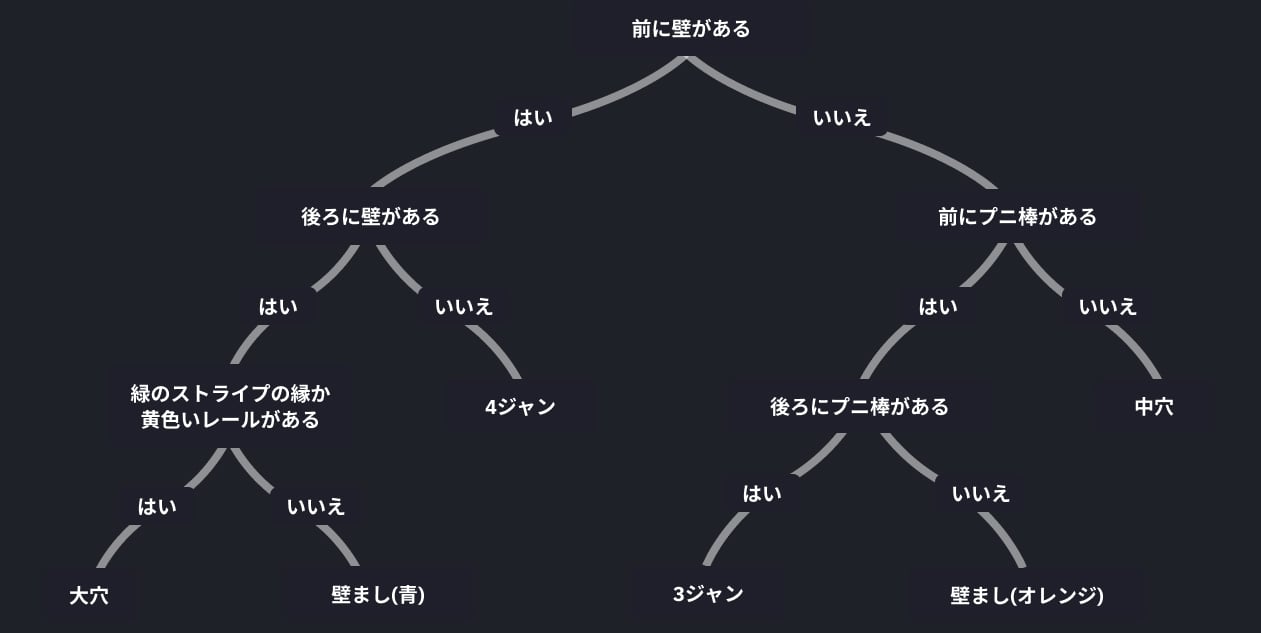 前に壁がある
はい
いいえ
後ろに壁がある
前にプニ棒がある
はい
いいえ
はい
いいえ
緑のストライプの縁か
黄色いレールがある
4ジャン
後ろにプニ棒がある
中穴
はい
いいえ
はい
いいえ
大穴
壁まし(青)
3ジャン
壁まし(オレンジ)